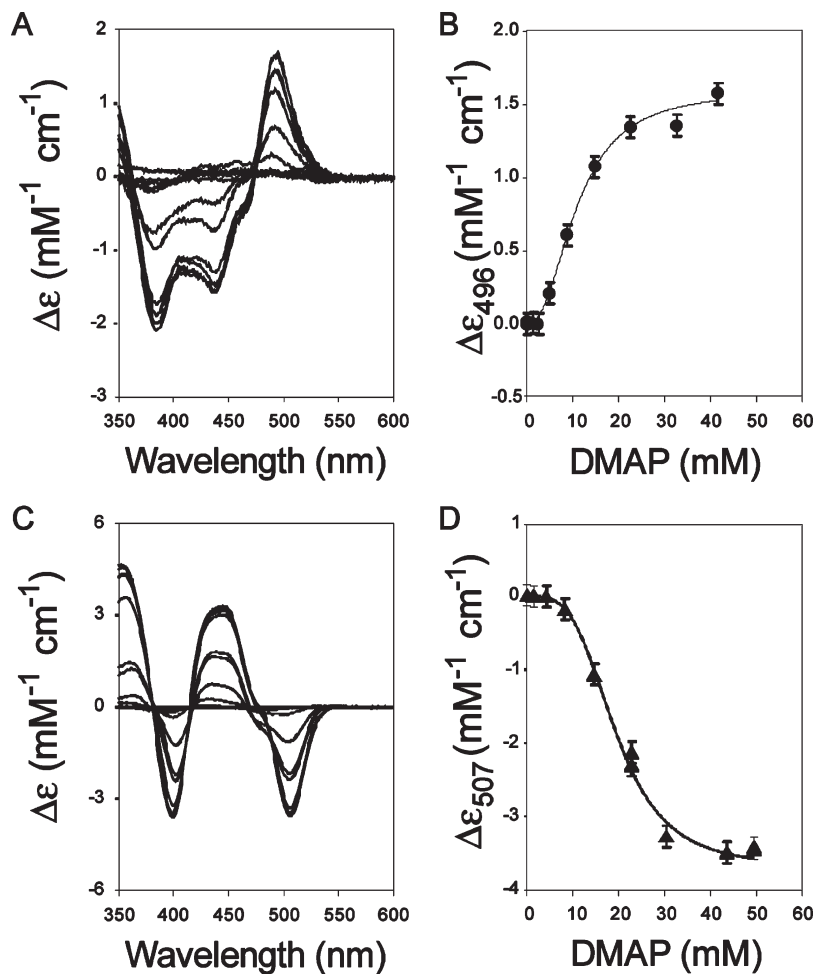 A
2
1
0
-1
-2
-3
Δε (mM⁻¹ cm⁻¹)
350 400 450 500 550 600
Wavelength (nm)
B
2.0
1.5
1.0
0.5
0.0
-0.5
Δε₄₉₆ (mM⁻¹ cm⁻¹)
0 10 20 30 40 50 60
DMAP (mM)
C
6
3
0
-3
-6
Δε (mM⁻¹ cm⁻¹)
350 400 450 500 550 600
Wavelength (nm)
D
1
0
-1
-2
-3
-4
Δε₅₀₇ (mM⁻¹ cm⁻¹)
0 10 20 30 40 50 60
DMAP (mM)